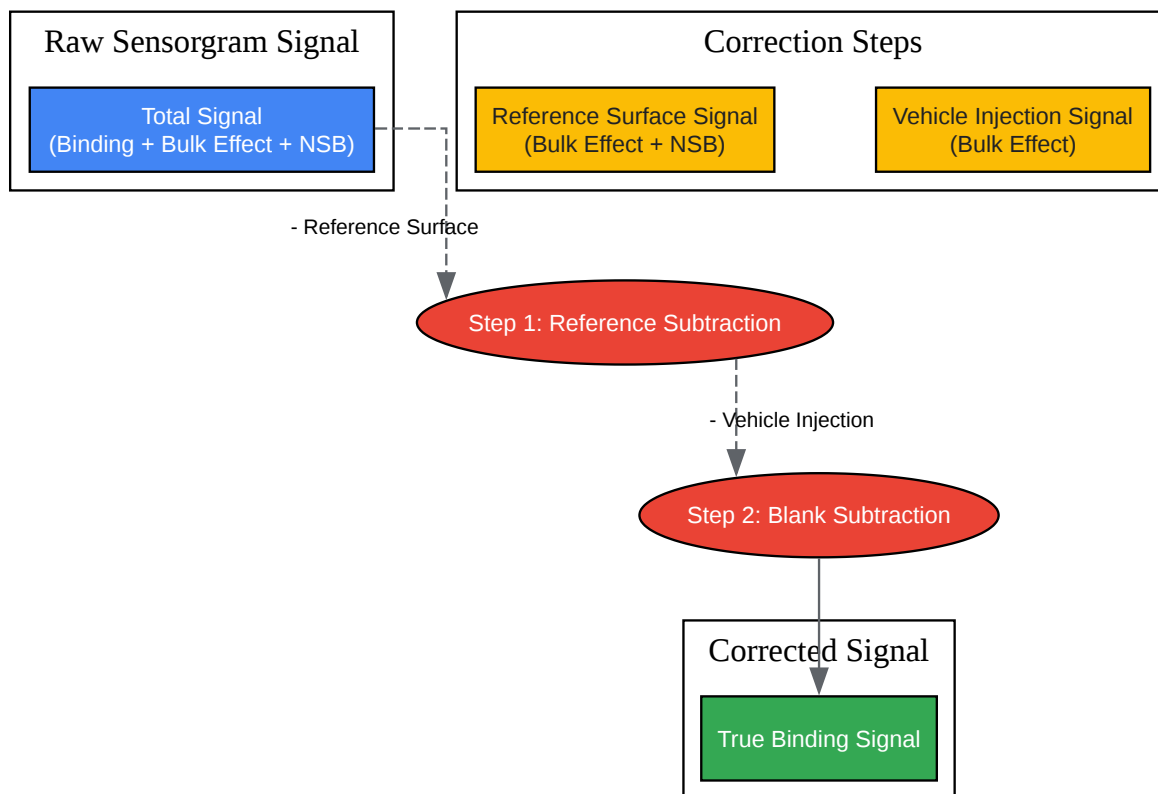 Raw Sensorgram Signal
Total Signal
(Binding + Bulk Effect + NSB)
Correction Steps
Reference Surface Signal
(Bulk Effect + NSB)
Vehicle Injection Signal
(Bulk Effect)
- Reference Surface
Step 1: Reference Subtraction
- Vehicle Injection
Step 2: Blank Subtraction
Corrected Signal
True Binding Signal